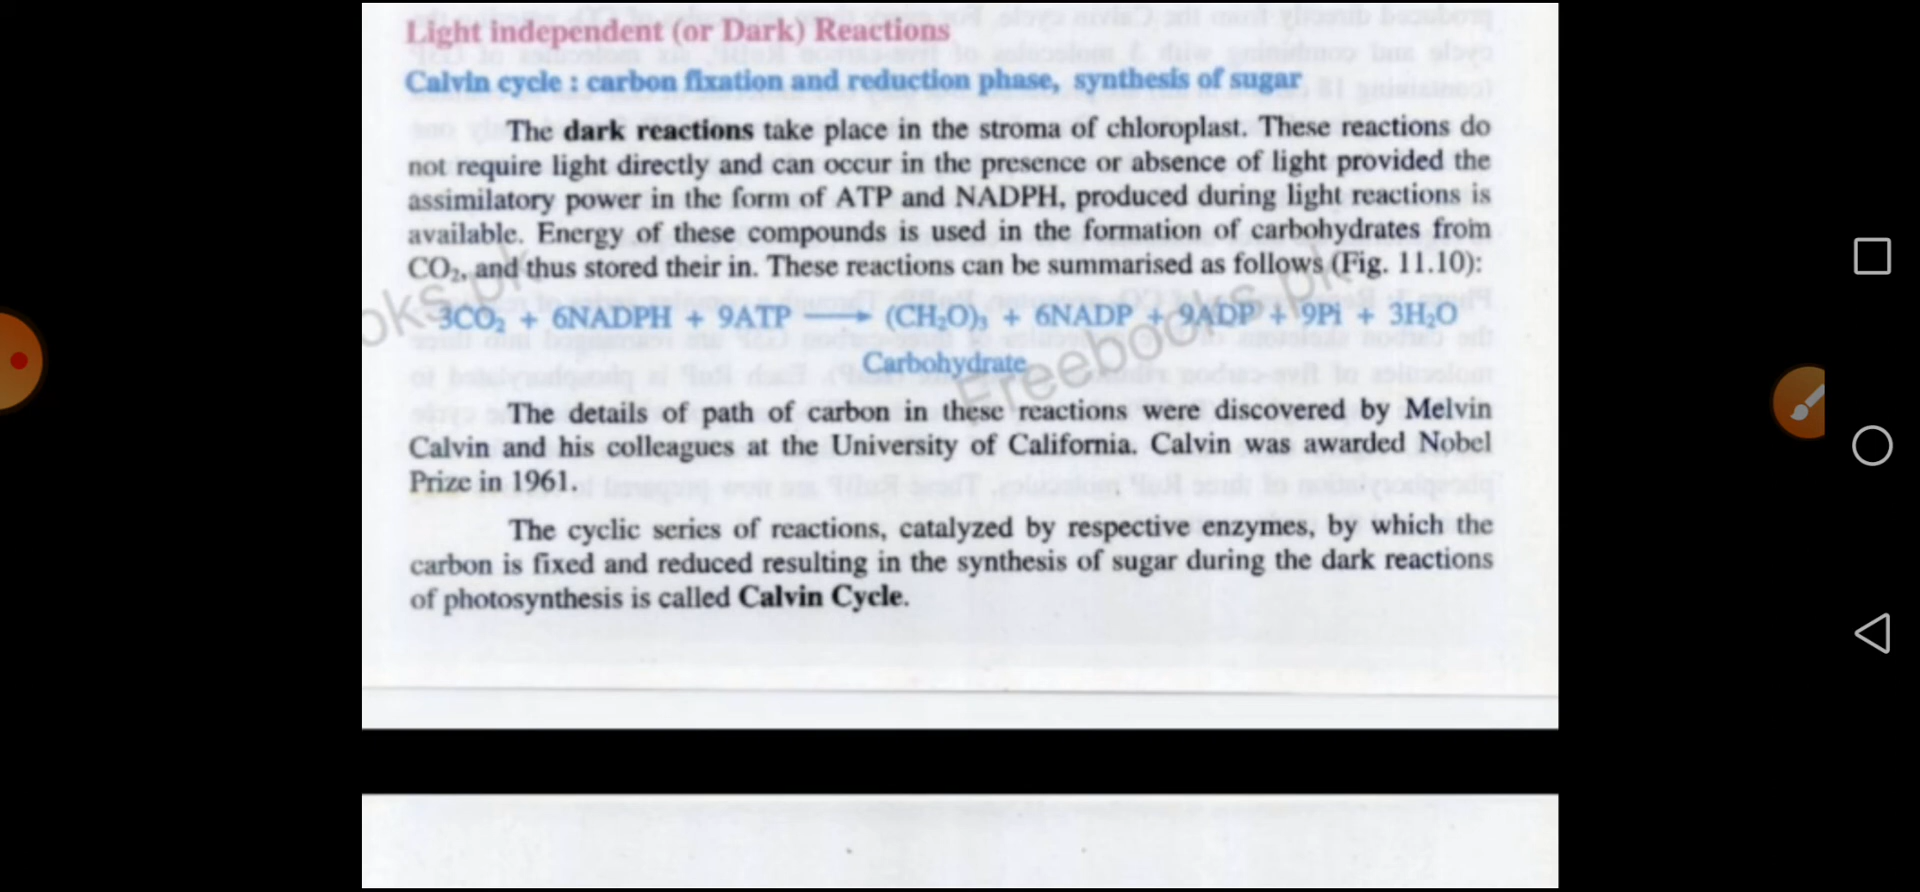 Light independent (or Dark) Reactions
Calvin cycle : carbon fixation and reduction phase, synthesis of sugar
The dark reactions take place in the stroma of chloroplast. These reactions do
not require light directly and can occur in the presence or absence of light provided the
assimilatory power in the form of ATP and NADPH, produced during light reactions is
available. Energy of these compounds is used in the formation of carbohydrates from
CO₂, and thus stored their in. These reactions can be summarised as follows (Fig. 11.10):
3CO₂ + 6NADPH + 9ATP ⟶ (CH₂O)₃ + 6NADP + 9ADP + 9Pi + 3H₂O
Carbohydrate
oks.pk
Freebooks.pk
The details of path of carbon in these reactions were discovered by Melvin
Calvin and his colleagues at the University of California. Calvin was awarded Nobel
Prize in 1961.
The cyclic series of reactions, catalyzed by respective enzymes, by which the
carbon is fixed and reduced resulting in the synthesis of sugar during the dark reactions
of photosynthesis is called Calvin Cycle.